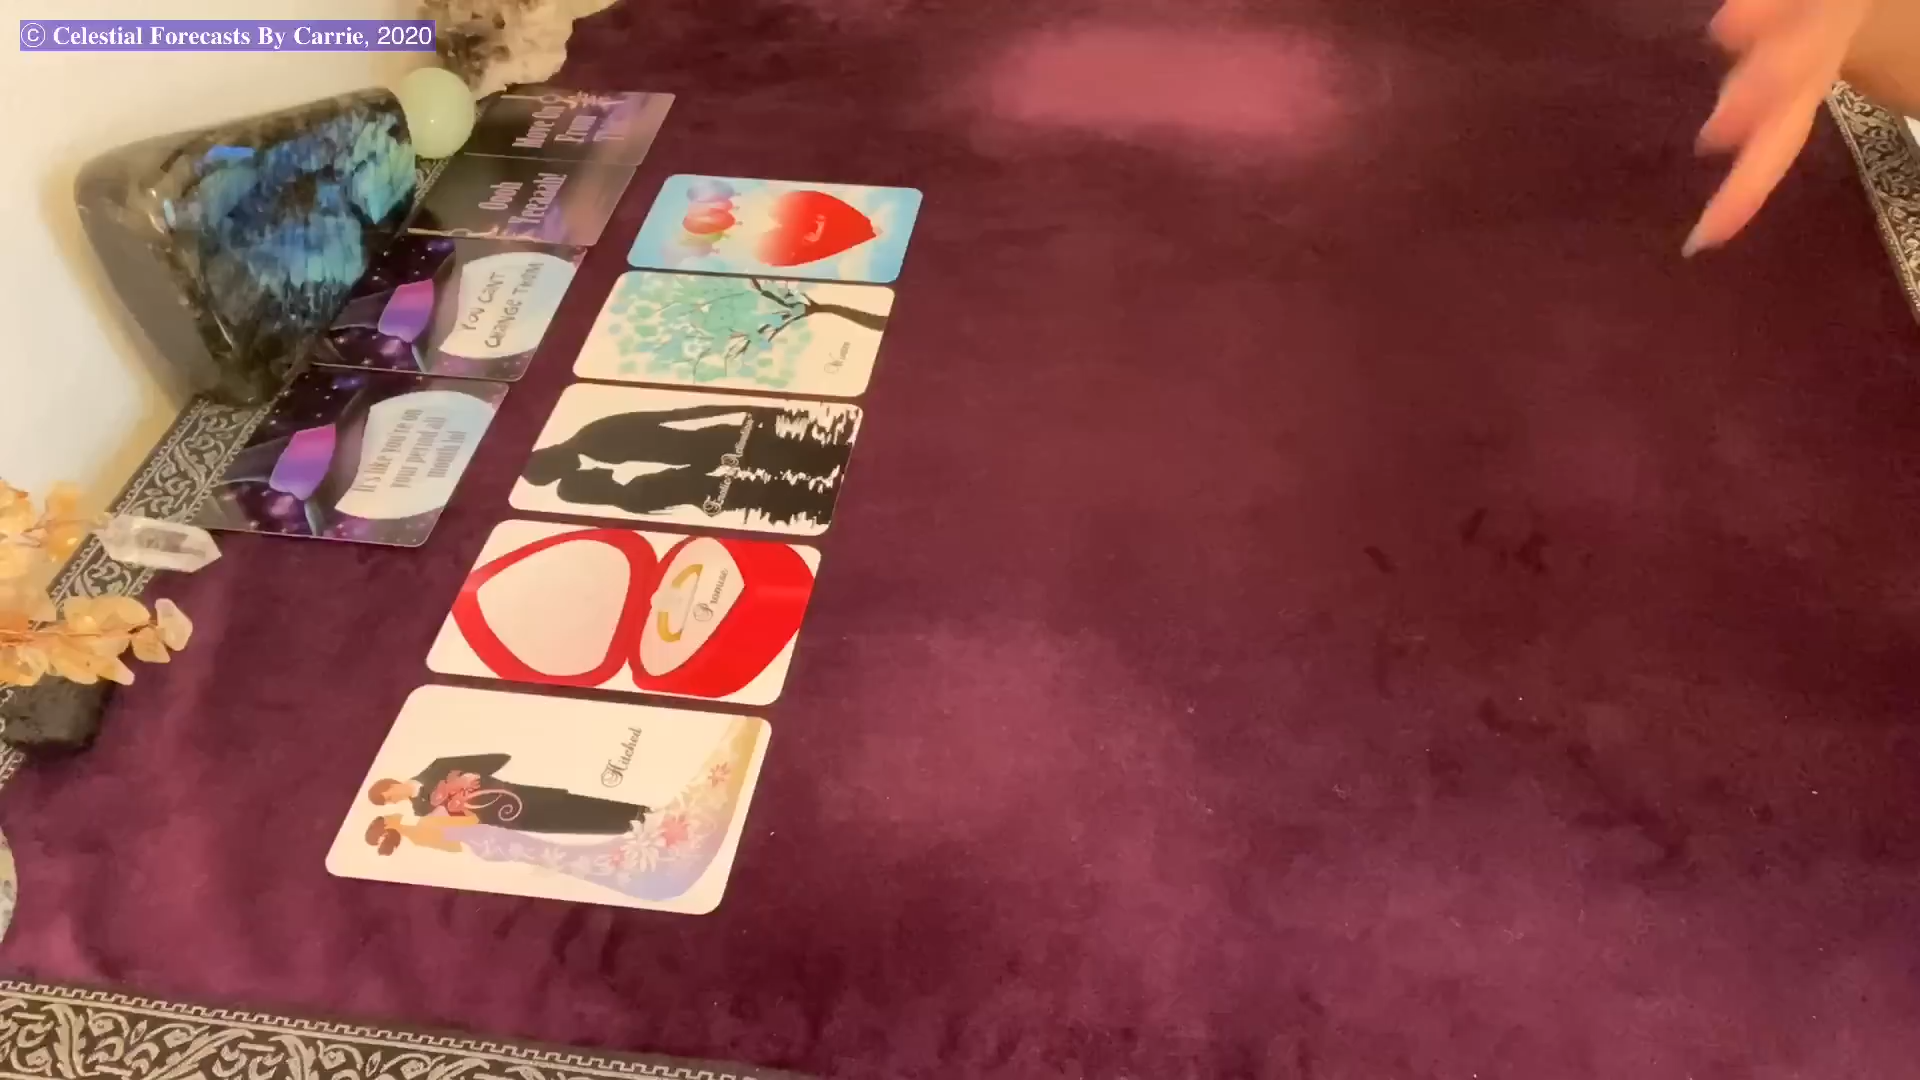 © Celestial Forecasts By Carrie, 2020
Move On
From
Oooh
Yeeaaah!
YOU CAN'T
CHANGE THEM
It's like you're on
your period all
month lol
Promise
Hitched